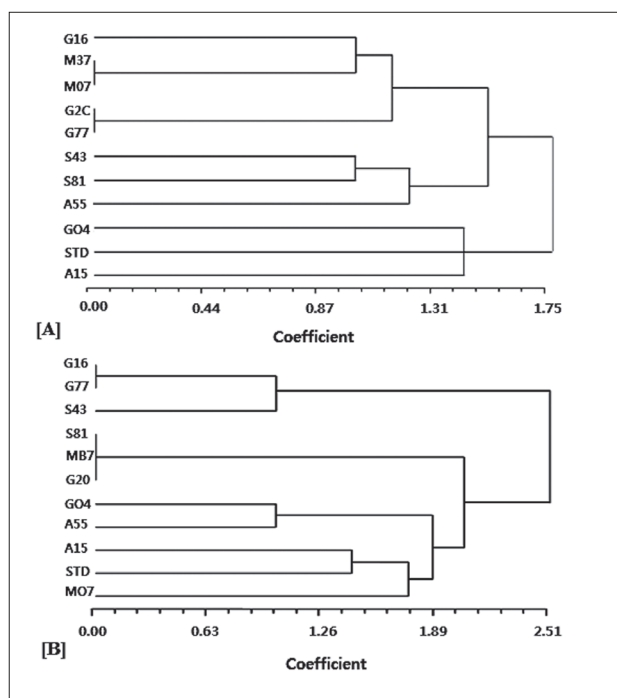 G16
M37
M07
G2C
G77
S43
S81
A55
GO4
STD
A15
0.00 0.44 0.87 1.31 1.75
[A]
Coefficient
G16
G77
S43
S81
MB7
G20
GO4
A55
A15
STD
MO7
0.00 0.63 1.26 1.89 2.51
[B]
Coefficient